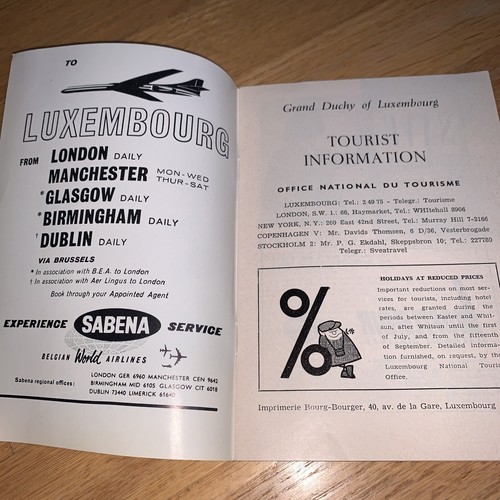 TO
LUXEMBOURG
FROM LONDON DAILY
MANCHESTER MON-WED THUR-SAT
*GLASGOW DAILY
*BIRMINGHAM DAILY
†DUBLIN DAILY
VIA BRUSSELS
* In association with B.E.A. to London
† In association with Aer Lingus to London
Book through your Appointed Agent
EXPERIENCE SABENA SERVICE
BELGIAN World AIRLINES
Sabena regional offices:
LONDON GER 6960 MANCHESTER CEN 9642
BIRMINGHAM MID 6105 GLASGOW CIT 6018
DUBLIN 73440 LIMERICK 61640
Grand Duchy of Luxembourg
TOURIST
INFORMATION
OFFICE NATIONAL DU TOURISME
LUXEMBOURG: Tel.: 2 49 75 - Telegr.: Tourisme
LONDON, S.W. 1.: 66, Haymarket, Tel.: WHitehall 8906
NEW YORK, N.Y.: 260 East 42nd Street, Tel.: Murray Hill 7-3166
COPENHAGEN V: Mr. Davids Thomsen, 6 D/36, Vesterbrogade
STOCKHOLM 2: Mr. P. G. Ekdahl, Skeppsbron 10; Tel.: 227785
Telegr.: Sveatravel
%
HOLIDAYS AT REDUCED PRICES
Important reductions on most ser-
vices for tourists, including hotel
rates, are granted during the
periods between Easter and Whit-
sun, after Whitsun until the first
of July, and from the fifteenth
of September. Detailed informa-
tion furnished, on request, by the
Luxembourg National Tourist
Office.
Imprimerie Bourg-Bourger, 40, av. de la Gare, Luxembourg